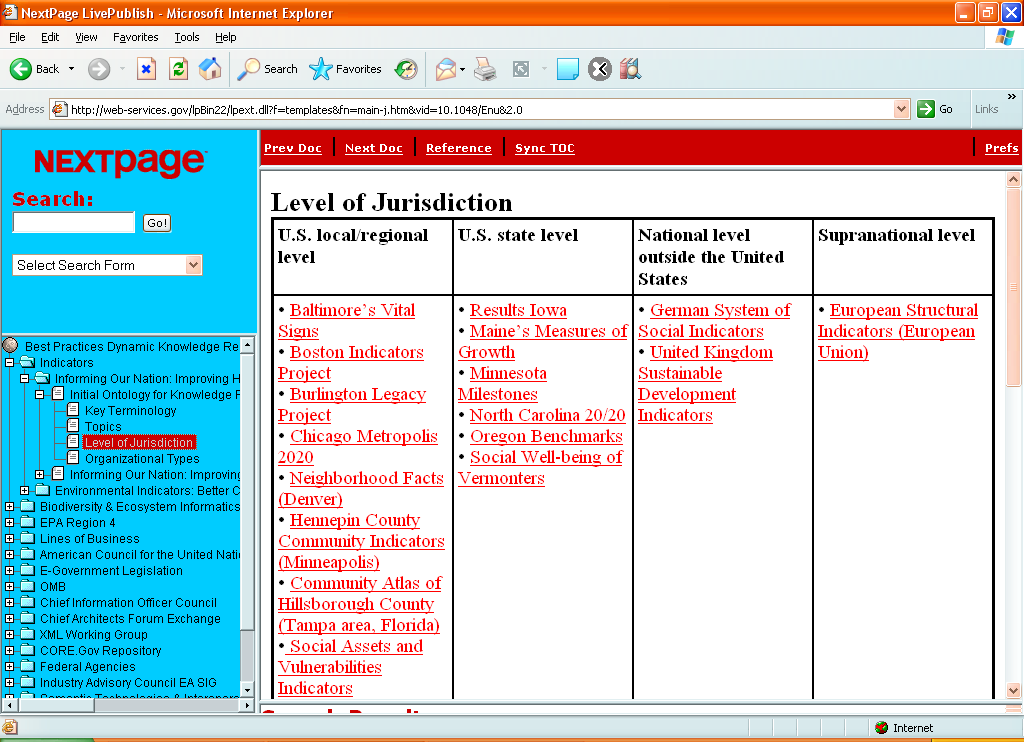 NextPage LivePublish - Microsoft Internet Explorer
File Edit View Favorites Tools Help
Back Search Favorites
Address http://web-services.gov/lpBin22/lpext.dll?f=templates&fn=main-j.htm&vid=10.1048/Enu&2.0 Go Links »
NEXTpage
Search:
Go!
Select Search Form
Best Practices Dynamic Knowledge Re
Indicators
Informing Our Nation: Improving H
Initial Ontology for Knowledge F
Key Terminology
Topics
Level of Jurisdiction
Organizational Types
Informing Our Nation: Improving
Environmental Indicators: Better C
Biodiversity & Ecosystem Informatics
EPA Region 4
Lines of Business
American Council for the United Nati
E-Government Legislation
OMB
Chief Information Officer Council
Chief Architects Forum Exchange
XML Working Group
CORE.Gov Repository
Federal Agencies
Industry Advisory Council EA SIG
Prev Doc Next Doc Reference Sync TOC Prefs
Level of Jurisdiction
U.S. local/regional
level
• Baltimore's Vital
Signs
• Boston Indicators
Project
• Burlington Legacy
Project
• Chicago Metropolis
2020
• Neighborhood Facts
(Denver)
• Hennepin County
Community Indicators
(Minneapolis)
• Community Atlas of
Hillsborough County
(Tampa area, Florida)
• Social Assets and
Vulnerabilities
Indicators
U.S. state level
• Results Iowa
• Maine's Measures of
Growth
• Minnesota
Milestones
• North Carolina 20/20
• Oregon Benchmarks
• Social Well-being of
Vermonters
National level
outside the United
States
• German System of
Social Indicators
• United Kingdom
Sustainable
Development
Indicators
Supranational level
• European Structural
Indicators (European
Union)
Internet